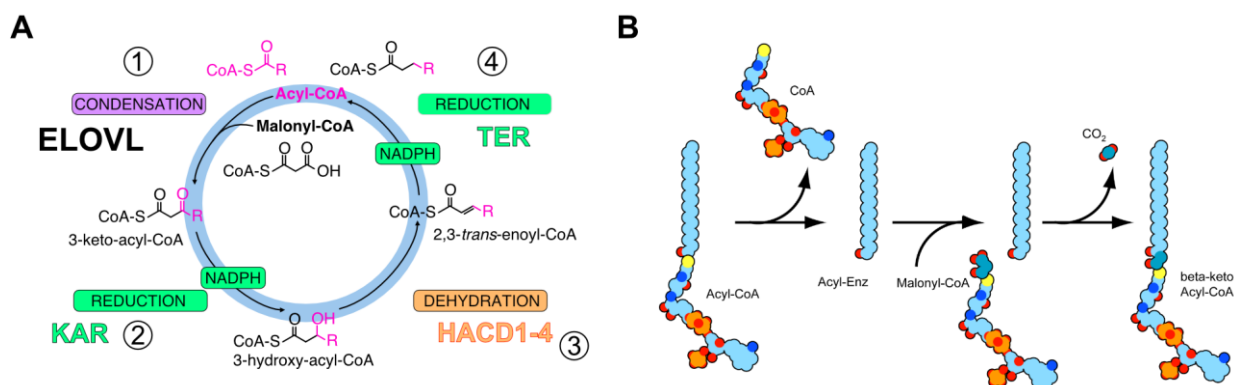 A
①
④
CoA-S
O
R
CoA-S
O
R
CONDENSATION
Acyl-CoA
REDUCTION
ELOVL
Malonyl-CoA
TER
NADPH
O
O
CoA-S
OH
O
O
CoA-S
R
O
CoA-S
R
3-keto-acyl-CoA
2,3-trans-enoyl-CoA
NADPH
REDUCTION
DEHYDRATION
KAR
②
O
OH
CoA-S
R
HACD1-4
③
3-hydroxy-acyl-CoA
B
CoA
CO₂
Acyl-CoA
Acyl-Enz
Malonyl-CoA
beta-keto
Acyl-CoA